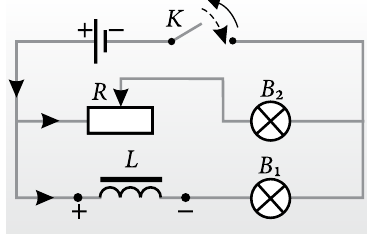 + − K
R B₂
L B₁
+ −